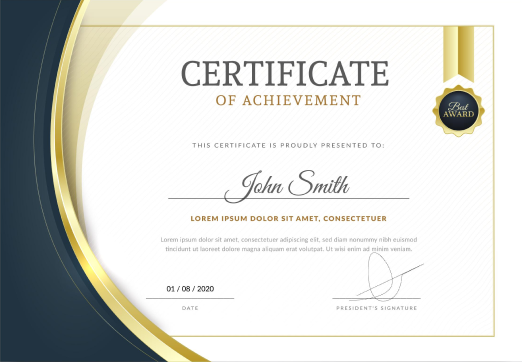 CERTIFICATE
OF ACHIEVEMENT
Best
AWARD
THIS CERTIFICATE IS PROUDLY PRESENTED TO:
John Smith
LOREM IPSUM DOLOR SIT AMET, CONSECTETUER
Lorem ipsum dolor sit amet, consectetuer adipiscing elit, sed diam nonummy nibh euismod
tincidunt ut laoreet dolore magna aliquam erat volutpat. Ut wisi enim ad minim veniam.
01 / 08 / 2020
DATE
PRESIDENT'S SIGNATURE